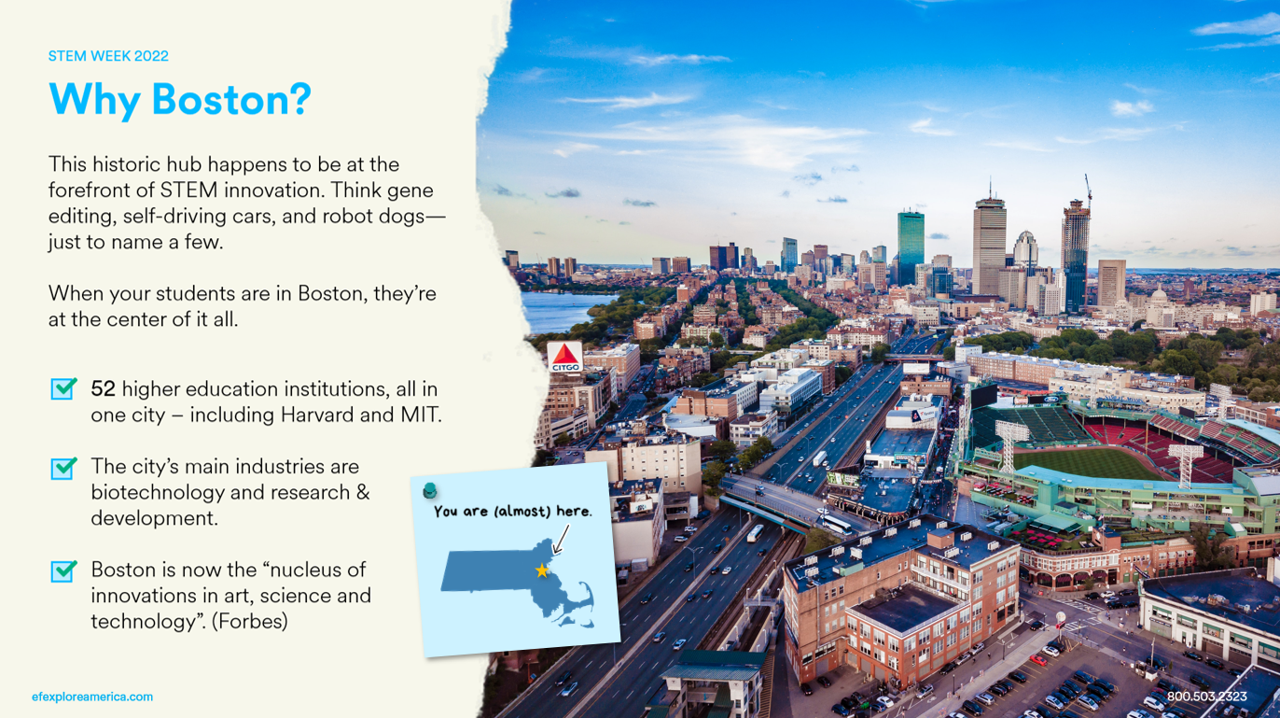 STEM WEEK 2022
Why Boston?
This historic hub happens to be at the
forefront of STEM innovation. Think gene
editing, self-driving cars, and robot dogs—
just to name a few.
When your students are in Boston, they’re
at the center of it all.
52 higher education institutions, all in
one city – including Harvard and MIT.
The city’s main industries are
biotechnology and research &
development.
Boston is now the “nucleus of
innovations in art, science and
technology”. (Forbes)
You are (almost) here.
CITGO
efexploreamerica.com
800.503.2323